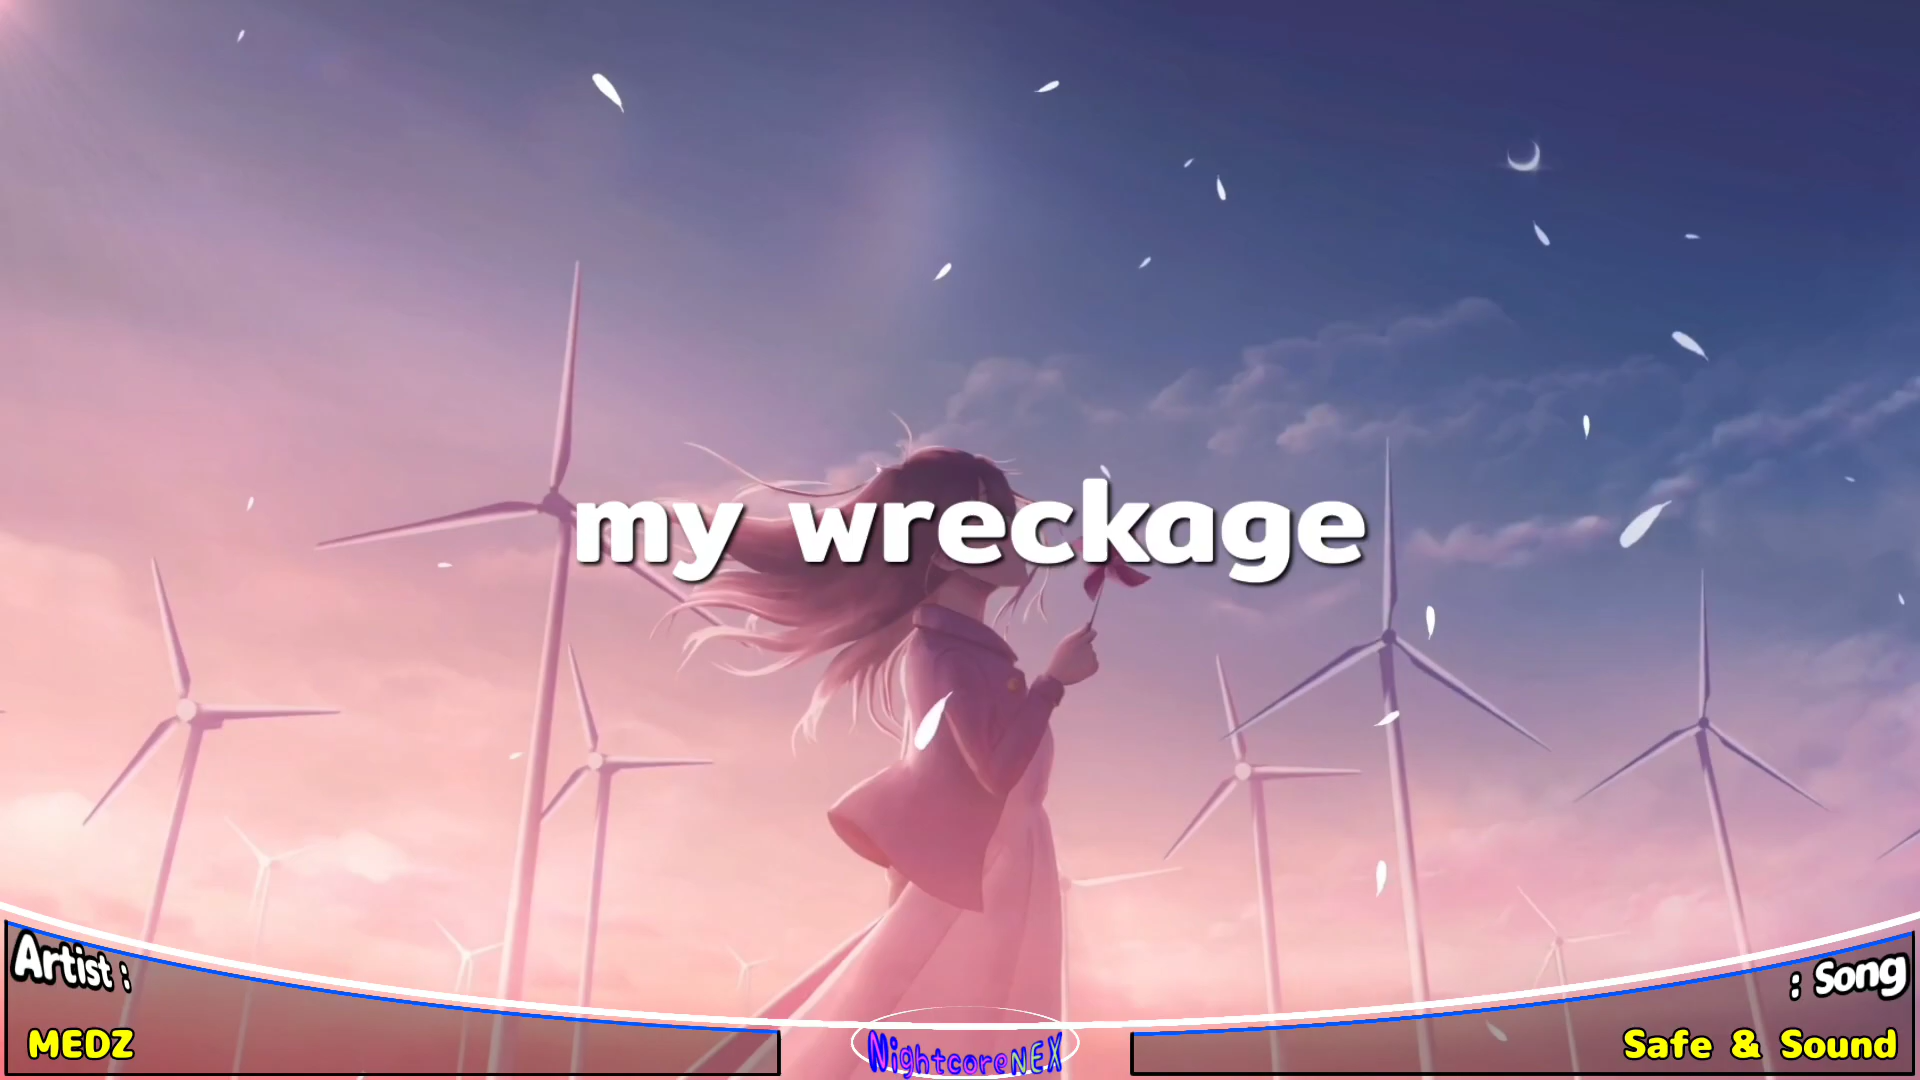 my wreckage
Artist :
: Song
MEDZ
NightcoreNEX
Safe & Sound